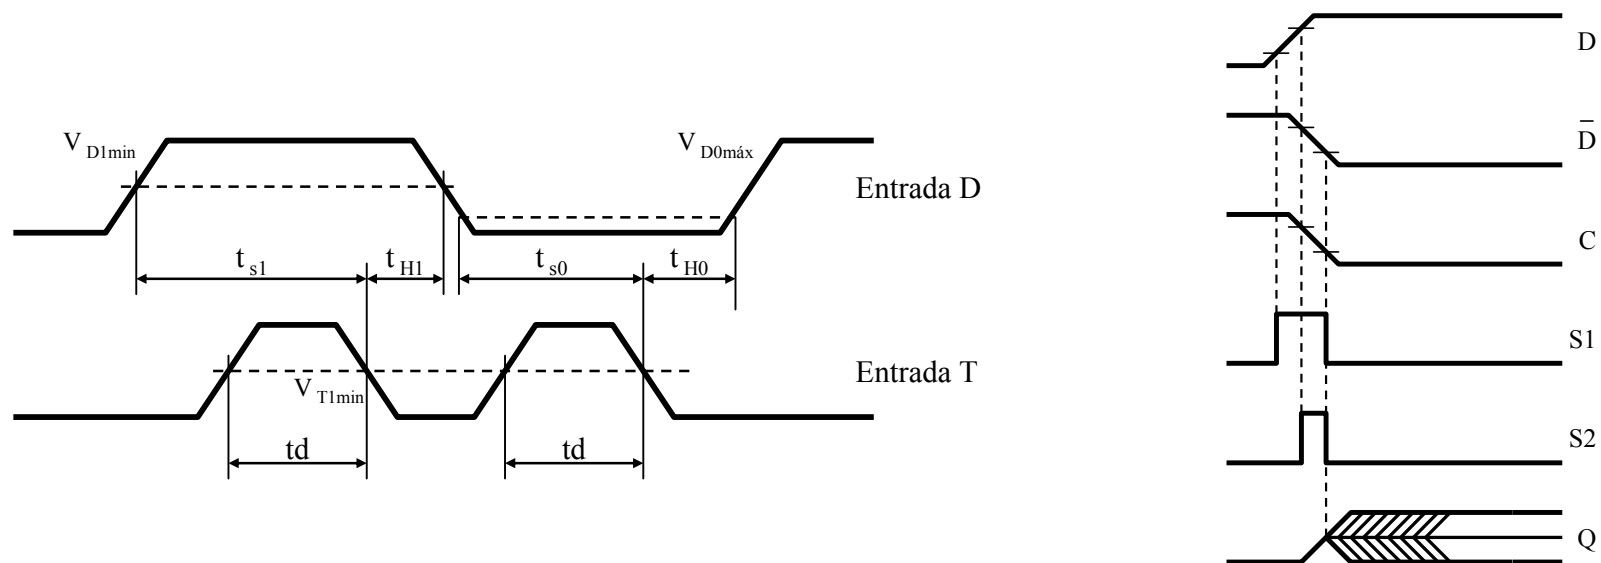 V D1min
V D0máx
Entrada D
t s1
t H1
t s0
t H0
V T1min
Entrada T
td
td
D
D̅
C
S1
S2
Q